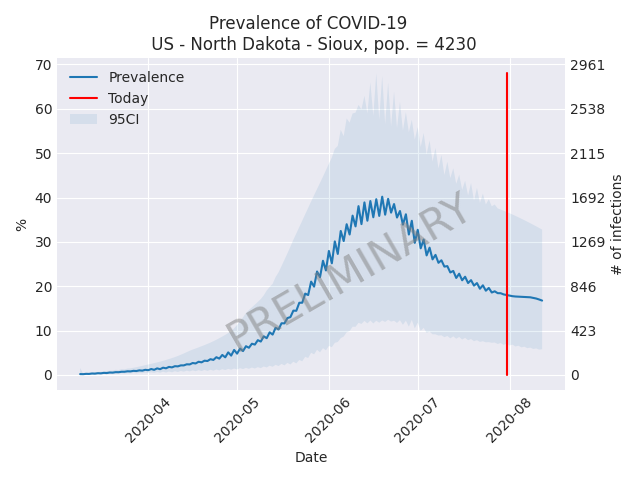 Prevalence of COVID-19
US - North Dakota - Sioux, pop. = 4230
Prevalence
Today
95CI
70
60
50
40
30
20
10
0
%
2961
2538
2115
1692
1269
846
423
0
# of infections
PRELIMINARY
2020-04
2020-05
2020-06
2020-07
2020-08
Date